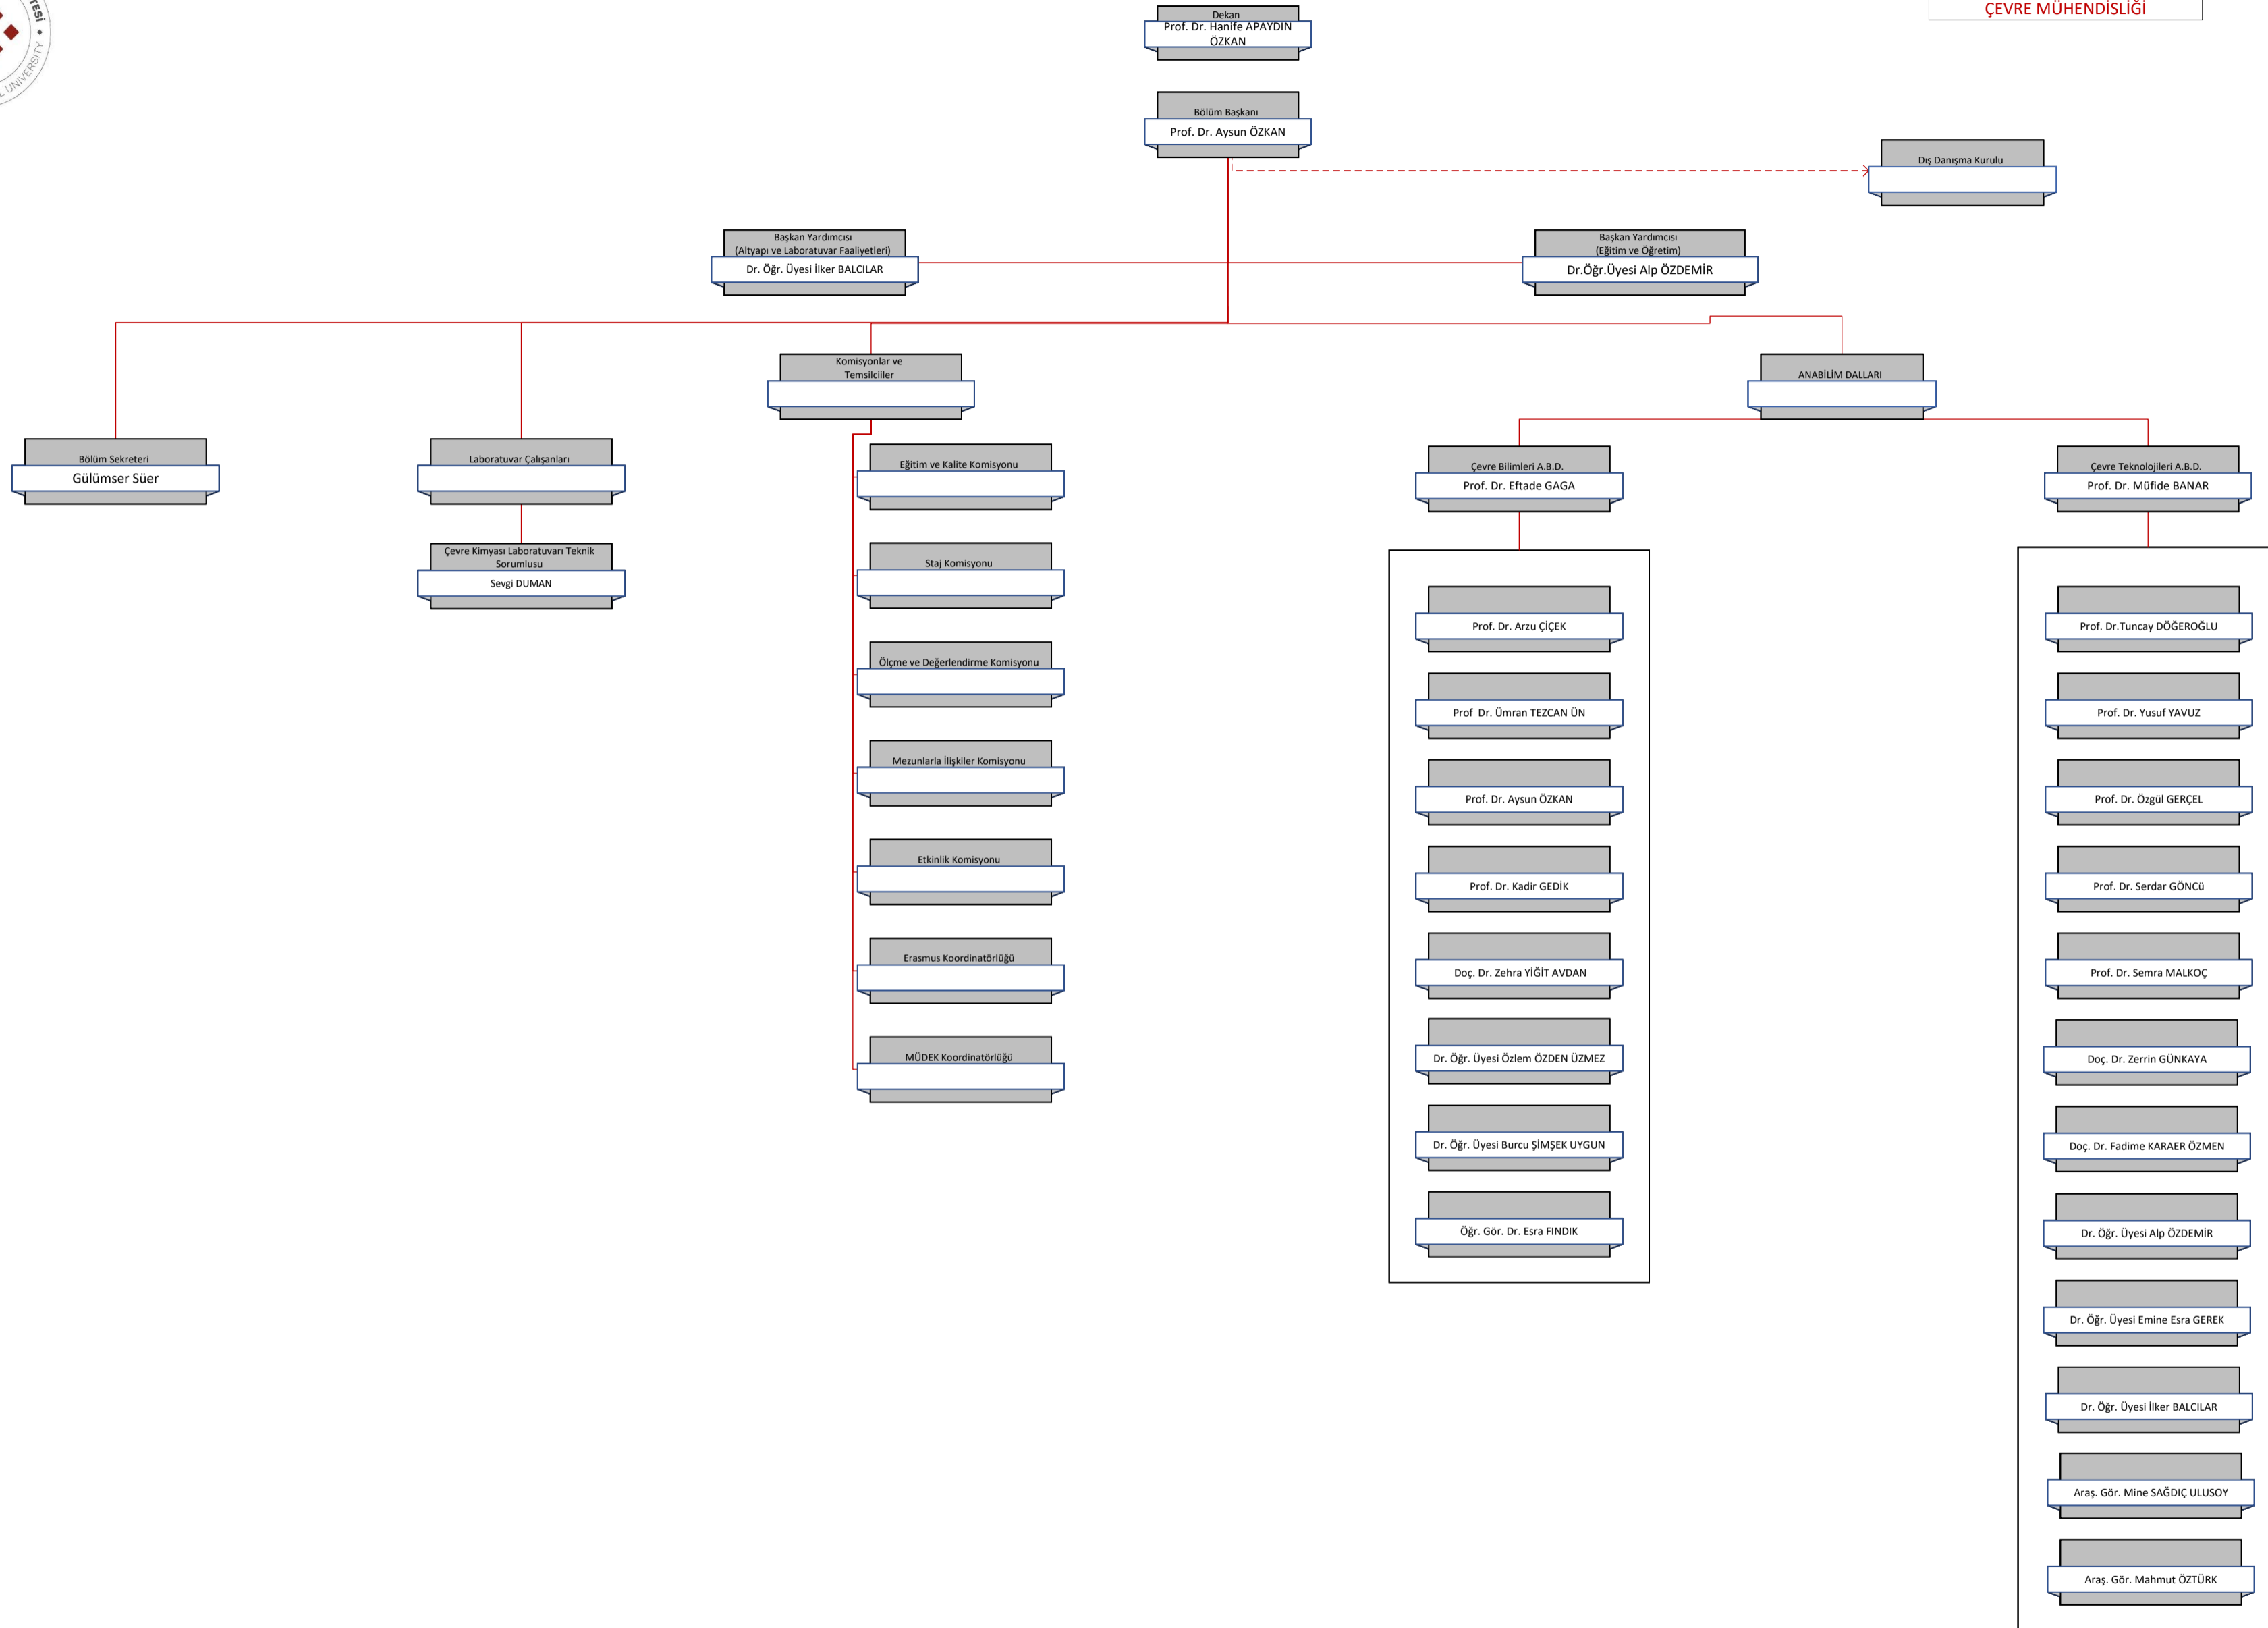 UNIVERSITY
ÇEVRE MÜHENDİSLİĞİ
Dekan
Prof. Dr. Hanife APAYDIN
ÖZKAN
Bölüm Başkanı
Prof. Dr. Aysun ÖZKAN
Dış Danışma Kurulu
Başkan Yardımcısı
(Altyapı ve Laboratuvar Faaliyetleri)
Dr. Öğr. Üyesi İlker BALCILAR
Başkan Yardımcısı
(Eğitim ve Öğretim)
Dr.Öğr.Üyesi Alp ÖZDEMİR
Komisyonlar ve
Temsilciiler
ANABİLİM DALLARI
Bölüm Sekreteri
Gülümser Süer
Laboratuvar Çalışanları
Çevre Kimyası Laboratuvarı Teknik
Sorumlusu
Sevgi DUMAN
Eğitim ve Kalite Komisyonu
Staj Komisyonu
Ölçme ve Değerlendirme Komisyonu
Mezunlarla İlişkiler Komisyonu
Etkinlik Komisyonu
Erasmus Koordinatörlüğü
MÜDEK Koordinatörlüğü
Çevre Bilimleri A.B.D.
Prof. Dr. Eftade GAGA
Prof. Dr. Arzu ÇİÇEK
Prof  Dr. Ümran TEZCAN ÜN
Prof. Dr. Aysun ÖZKAN
Prof. Dr. Kadir GEDİK
Doç. Dr. Zehra YİĞİT AVDAN
Dr. Öğr. Üyesi Özlem ÖZDEN ÜZMEZ
Dr. Öğr. Üyesi Burcu ŞİMŞEK UYGUN
Öğr. Gör. Dr. Esra FINDIK
Çevre Teknolojileri A.B.D.
Prof. Dr. Müfide BANAR
Prof. Dr.Tuncay DÖĞEROĞLU
Prof. Dr. Yusuf YAVUZ
Prof. Dr. Özgül GERÇEL
Prof. Dr. Serdar GÖNCü
Prof. Dr. Semra MALKOÇ
Doç. Dr. Zerrin GÜNKAYA
Doç. Dr. Fadime KARAER ÖZMEN
Dr. Öğr. Üyesi Alp ÖZDEMİR
Dr. Öğr. Üyesi Emine Esra GEREK
Dr. Öğr. Üyesi İlker BALCILAR
Araş. Gör. Mine SAĞDIÇ ULUSOY
Araş. Gör. Mahmut ÖZTÜRK